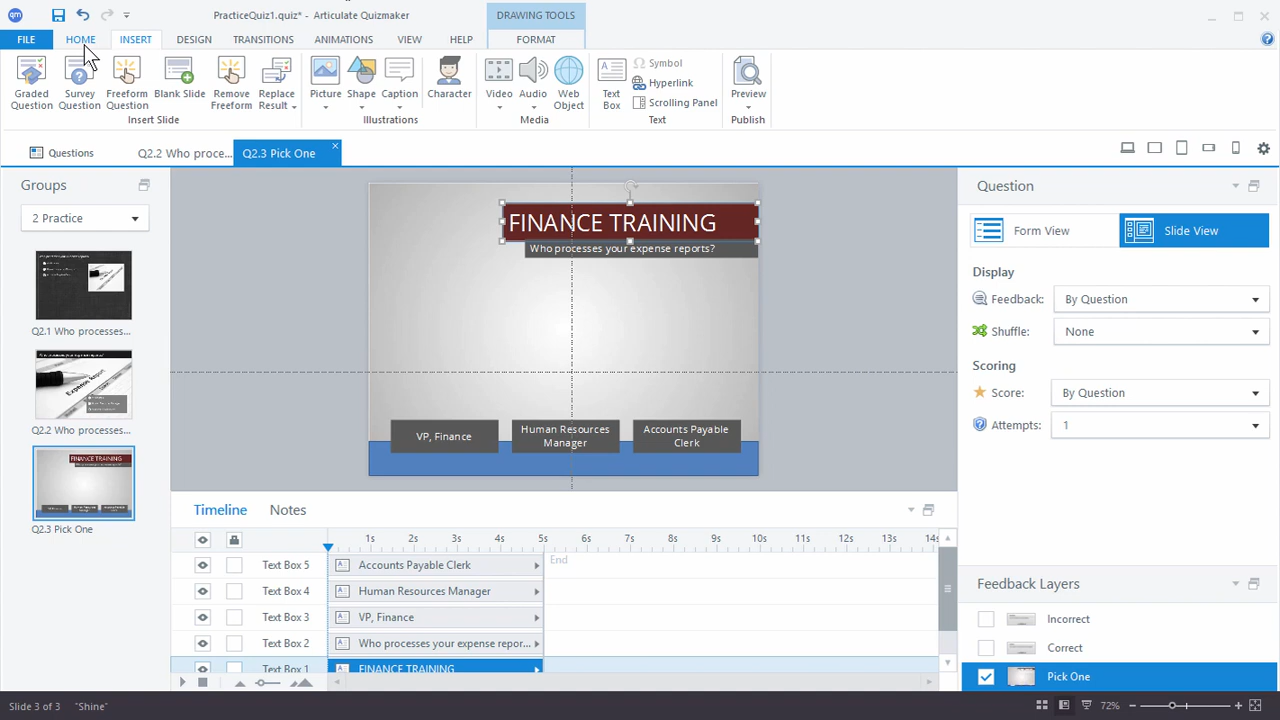 qm
PracticeQuiz1.quiz* - Articulate Quizmaker
DRAWING TOOLS
FILE
HOME
INSERT
DESIGN
TRANSITIONS
ANIMATIONS
VIEW
HELP
FORMAT
Graded Question
Survey Question
Freeform Question
Blank Slide
Remove Freeform
Replace Result
Insert Slide
Picture
Shape
Caption
Character
Illustrations
Video
Audio
Web Object
Media
Text Box
Symbol
Hyperlink
Scrolling Panel
Text
Preview
Publish
Questions
Q2.2 Who proce...
Q2.3 Pick One
Groups
2 Practice
Q2.1 Who processes...
Q2.2 Who processes...
FINANCE TRAINING
Q2.3 Pick One
FINANCE TRAINING
Who processes your expense reports?
VP, Finance
Human Resources
Manager
Accounts Payable
Clerk
Question
Form View
Slide View
Display
Feedback: By Question
Shuffle: None
Scoring
Score: By Question
Attempts: 1
Timeline
Notes
1s 2s 3s 4s 5s 6s 7s 8s 9s 10s 11s 12s 13s 14s
End
Text Box 5 Accounts Payable Clerk
Text Box 4 Human Resources Manager
Text Box 3 VP, Finance
Text Box 2 Who processes your expense repor...
Text Box 1 FINANCE TRAINING
Feedback Layers
Incorrect
Correct
Pick One
Slide 3 of 3 "Shine"
72%